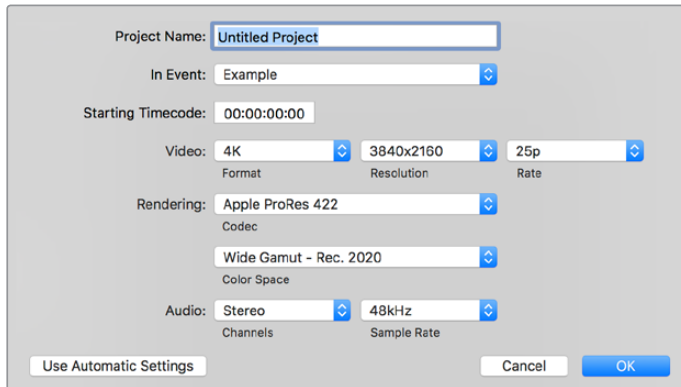 Project Name: Untitled Project
In Event: Example
Starting Timecode: 00:00:00:00
Video: 4K 3840x2160 25p
Format Resolution Rate
Rendering: Apple ProRes 422
Codec
Wide Gamut - Rec. 2020
Color Space
Audio: Stereo 48kHz
Channels Sample Rate
Use Automatic Settings Cancel OK